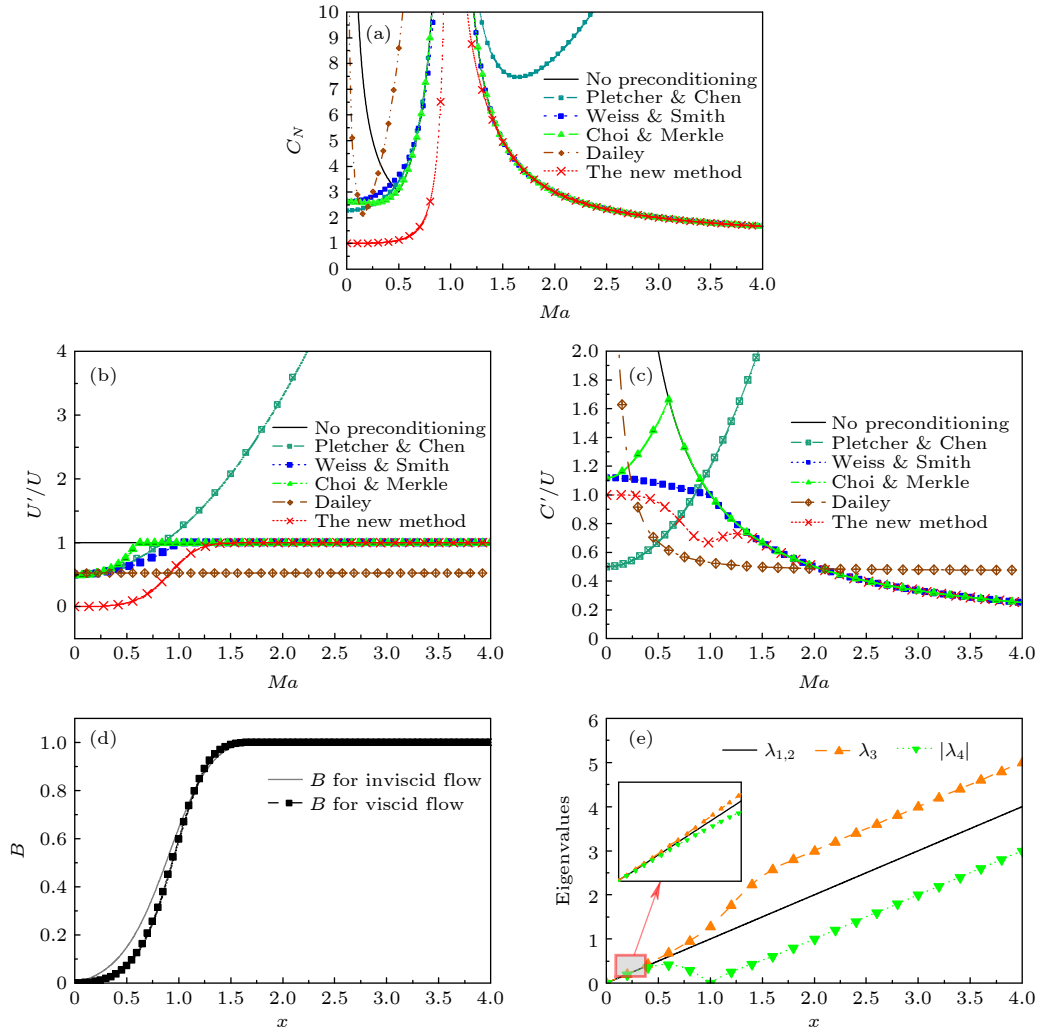 (a)
10
9
8
7
6
5
4
3
2
1
0
C_N
No preconditioning
Pletcher & Chen
Weiss & Smith
Choi & Merkle
Dailey
The new method
0 0.5 1.0 1.5 2.0 2.5 3.0 3.5 4.0
Ma
(b)
4
3
2
1
0
U′/U
No preconditioning
Pletcher & Chen
Weiss & Smith
Choi & Merkle
Dailey
The new method
0 0.5 1.0 1.5 2.0 2.5 3.0 3.5 4.0
Ma
(c)
2.0
1.8
1.6
1.4
1.2
1.0
0.8
0.6
0.4
0.2
0
C′/U
No preconditioning
Pletcher & Chen
Weiss & Smith
Choi & Merkle
Dailey
The new method
0 0.5 1.0 1.5 2.0 2.5 3.0 3.5 4.0
Ma
(d)
1.0
0.8
0.6
0.4
0.2
0
B
B for inviscid flow
B for viscid flow
0 0.5 1.0 1.5 2.0 2.5 3.0 3.5 4.0
x
(e)
6
5
4
3
2
1
0
Eigenvalues
λ1,2 λ3 |λ4|
0 0.5 1.0 1.5 2.0 2.5 3.0 3.5 4.0
x